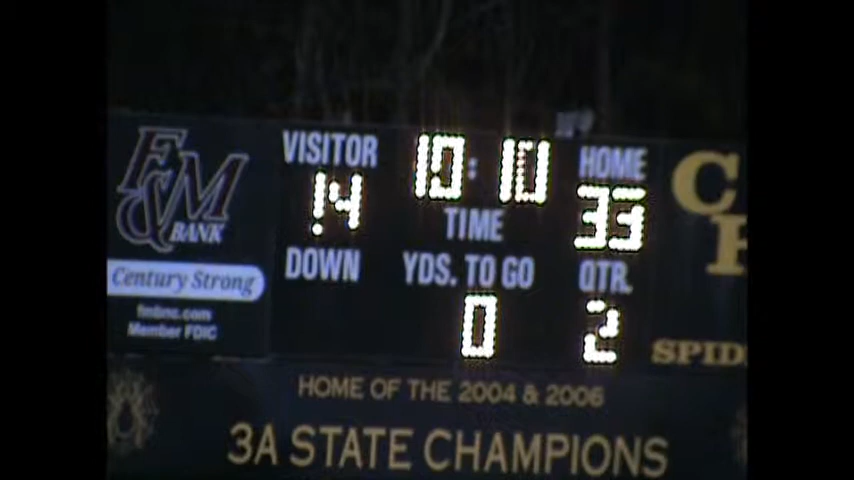 F&M
BANK
Century Strong
fmbnc.com
Member FDIC
VISITOR 10:10 HOME
14 TIME 33
DOWN YDS. TO GO QTR.
0 2
C
SPID
HOME OF THE 2004 & 2006
3A STATE CHAMPIONS